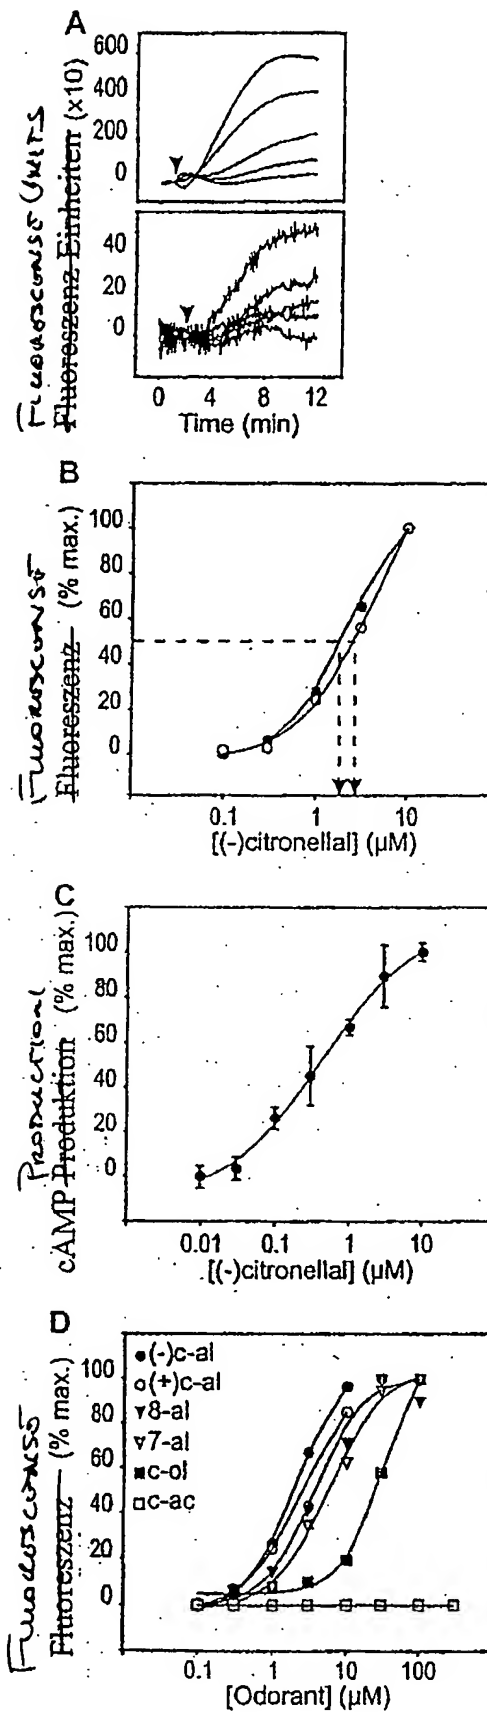 A
FLUOROSCONSE UNITS
Fluoreszenz Einheiten (x10)
600
400
200
0
40
20
0
0 4 8 12
Time (min)
B
FLUOROSCONSE
Fluoreszenz (% max.)
100
80
60
40
20
0
0.1 1 10
[(-)citronellal] (µM)
C
PRODUCTION
cAMP Produktion (% max.)
100
80
60
40
20
0
0.01 0.1 1 10
[(-)citronellal] (µM)
D
FLUOROSCONSE
Fluoreszenz (% max.)
100
80
60
40
20
0
(-)c-al
(+)c-al
8-al
7-al
c-ol
c-ac
0.1 1 10 100
[Odorant] (µM)